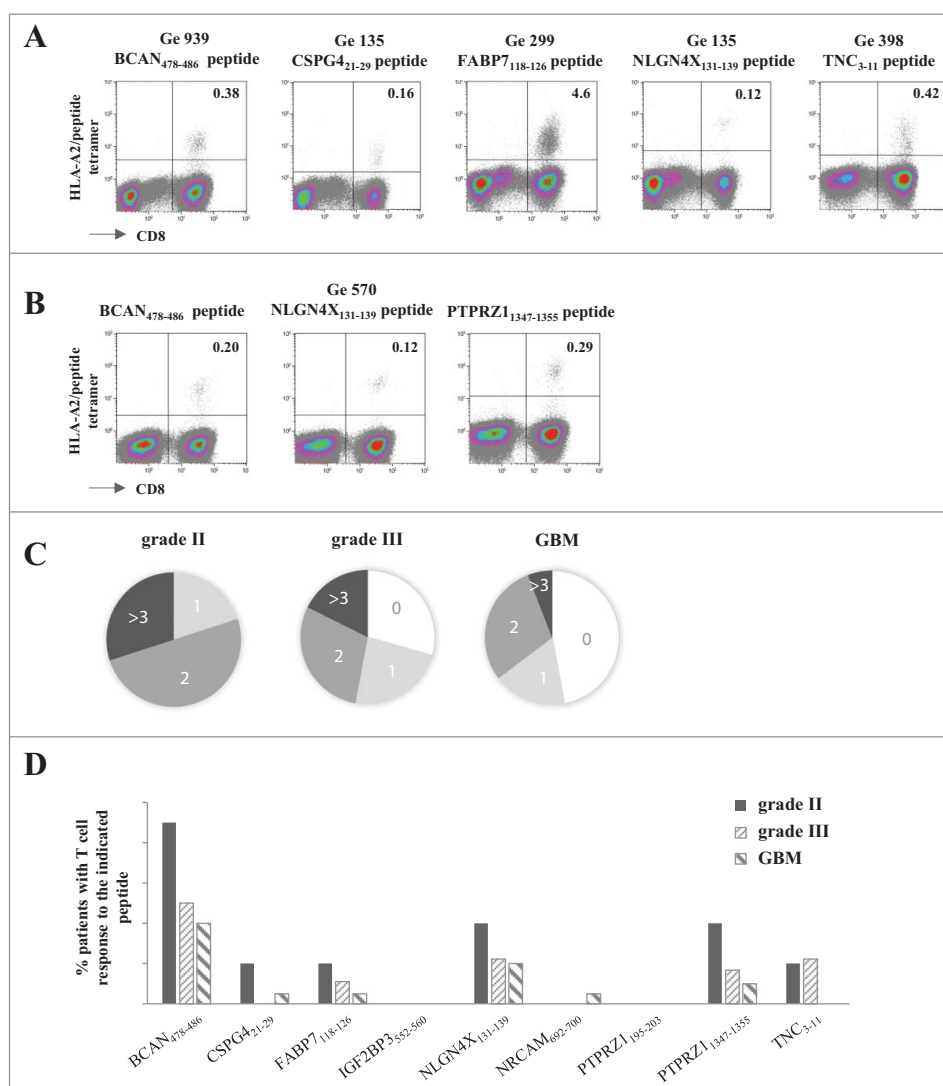 A
Ge 939
BCAN478-486 peptide
Ge 135
CSPG421-29 peptide
Ge 299
FABP7118-126 peptide
Ge 135
NLGN4X131-139 peptide
Ge 398
TNC3-11 peptide
0.38
0.16
4.6
0.12
0.42
HLA-A2/peptide
tetramer
CD8
B
BCAN478-486 peptide
Ge 570
NLGN4X131-139 peptide
PTPRZ11347-1355 peptide
0.20
0.12
0.29
HLA-A2/peptide
tetramer
CD8
C
grade II
grade III
GBM
>3
1
2
>3
0
2
1
>3
2
0
1
D
grade II
grade III
GBM
% patients with T cell
response to the indicated
peptide
BCAN478-486
CSPG421-29
FABP7118-126
IGF2BP3552-560
NLGN4X131-139
NRCAM692-700
PTPRZ1195-203
PTPRZ11347-1355
TNC3-11